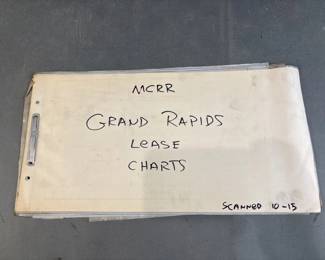 MCRR
GRAND RAPIDS
LeASE
CHARTS
SCANNED 10-15